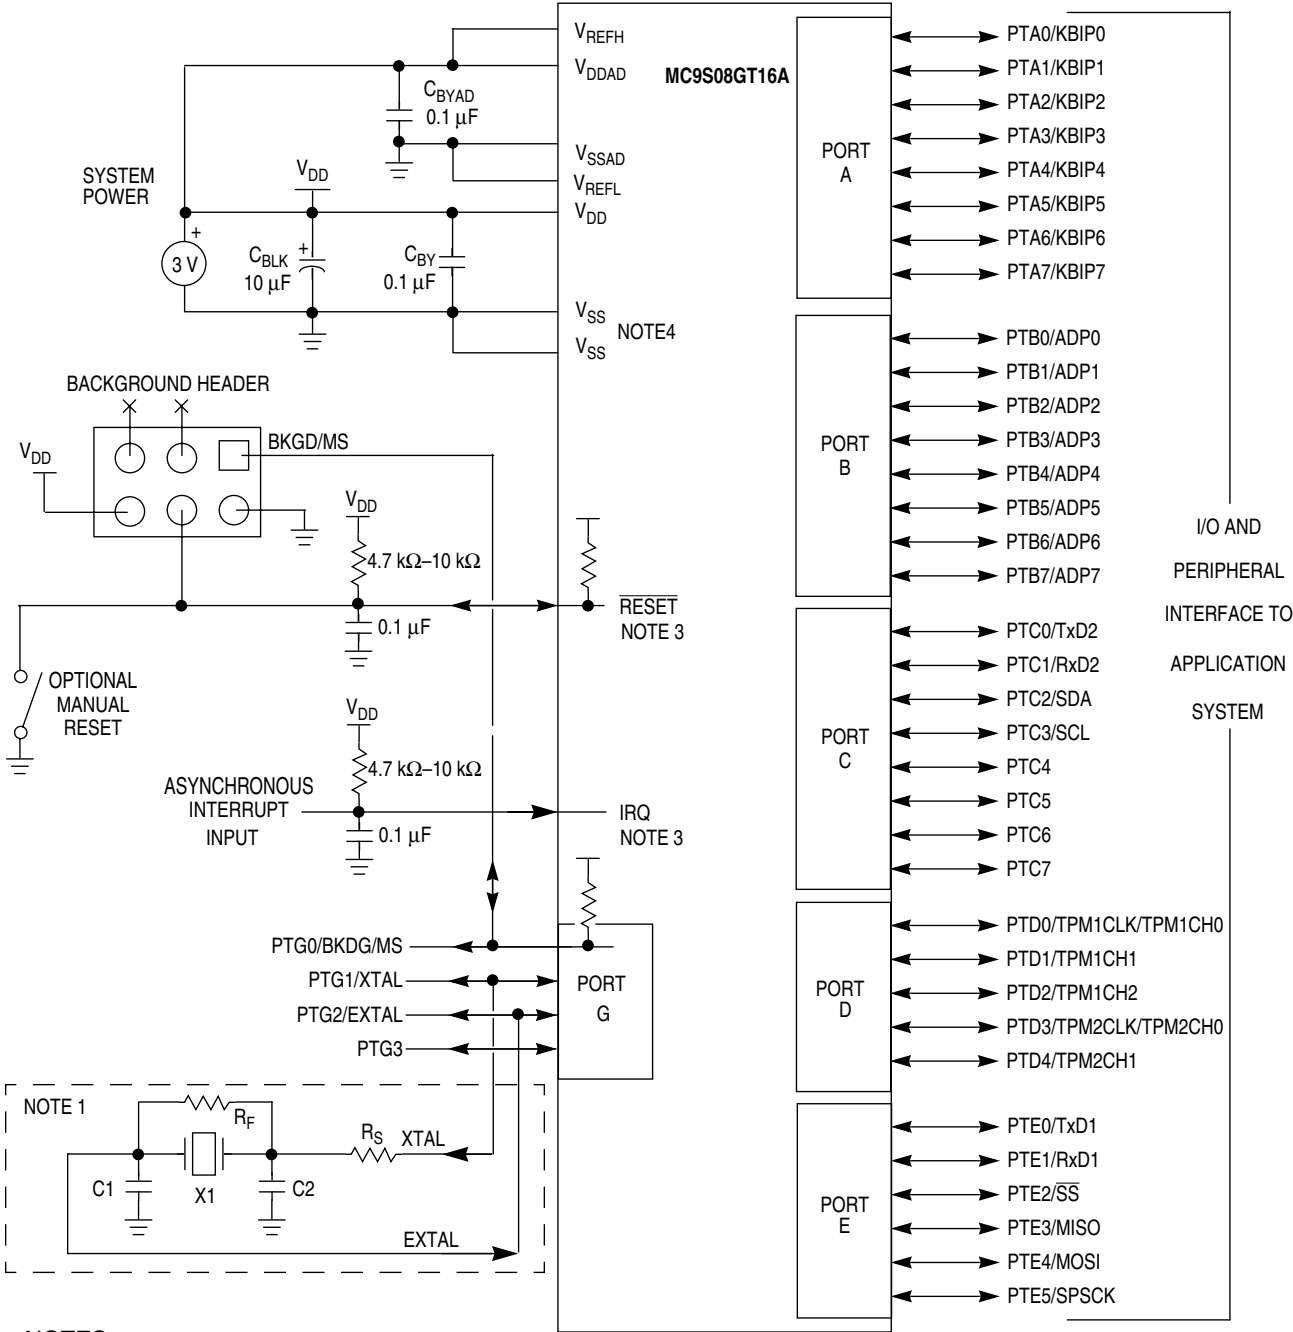 MC9S08GT16A
VREFH
VDDAD
CBYAD
0.1 µF
VSSAD
VREFL
SYSTEM
POWER
VDD
VDD
+
3 V
CBLK
+
10 µF
CBY
0.1 µF
VSS
NOTE4
VSS
BACKGROUND HEADER
BKGD/MS
VDD
VDD
4.7 kΩ–10 kΩ
RESET
NOTE 3
0.1 µF
OPTIONAL
MANUAL
RESET
VDD
4.7 kΩ–10 kΩ
ASYNCHRONOUS
INTERRUPT
INPUT
IRQ
NOTE 3
0.1 µF
PTG0/BKDG/MS
PTG1/XTAL
PTG2/EXTAL
PTG3
PORT
G
NOTE 1
RF
RS
XTAL
C1
X1
C2
EXTAL
PORT
A
PTA0/KBIP0
PTA1/KBIP1
PTA2/KBIP2
PTA3/KBIP3
PTA4/KBIP4
PTA5/KBIP5
PTA6/KBIP6
PTA7/KBIP7
PORT
B
PTB0/ADP0
PTB1/ADP1
PTB2/ADP2
PTB3/ADP3
PTB4/ADP4
PTB5/ADP5
PTB6/ADP6
PTB7/ADP7
PORT
C
PTC0/TxD2
PTC1/RxD2
PTC2/SDA
PTC3/SCL
PTC4
PTC5
PTC6
PTC7
PORT
D
PTD0/TPM1CLK/TPM1CH0
PTD1/TPM1CH1
PTD2/TPM1CH2
PTD3/TPM2CLK/TPM2CH0
PTD4/TPM2CH1
PORT
E
PTE0/TxD1
PTE1/RxD1
PTE2/SS
PTE3/MISO
PTE4/MOSI
PTE5/SPSCK
I/O AND
PERIPHERAL
INTERFACE TO
APPLICATION
SYSTEM